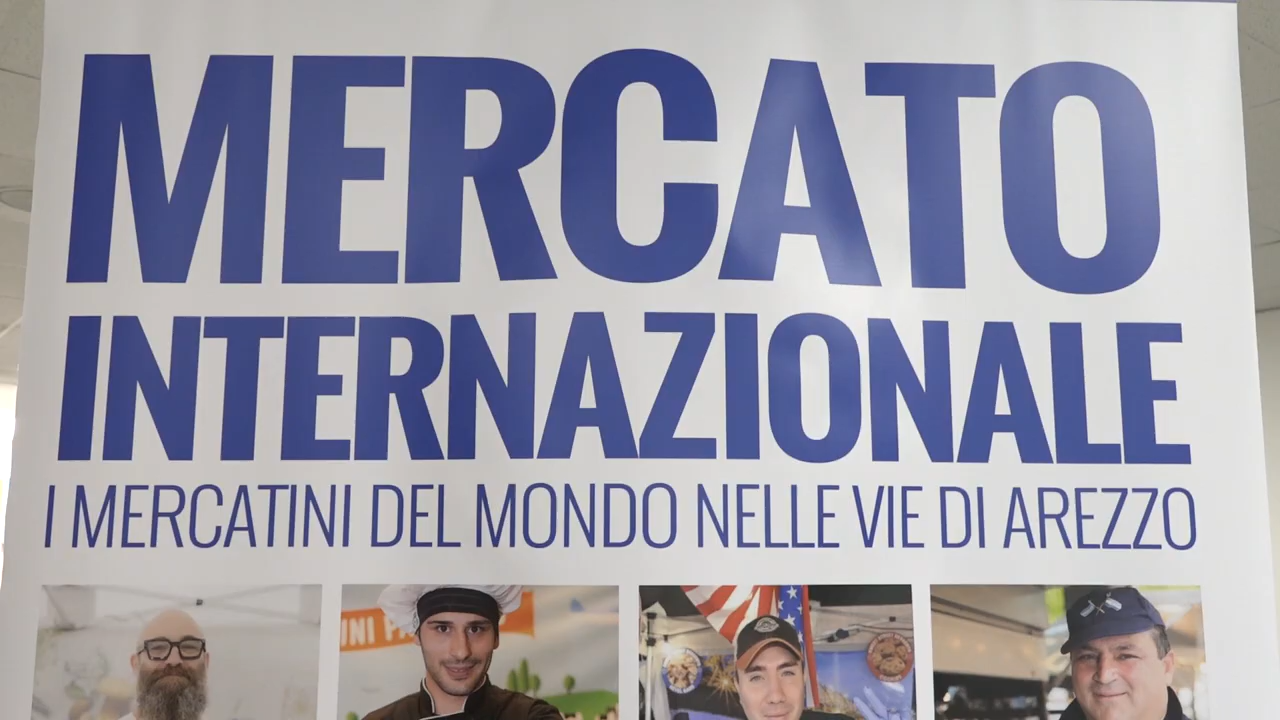 MERCATO
INTERNAZIONALE
I MERCATINI DEL MONDO NELLE VIE DI AREZZO